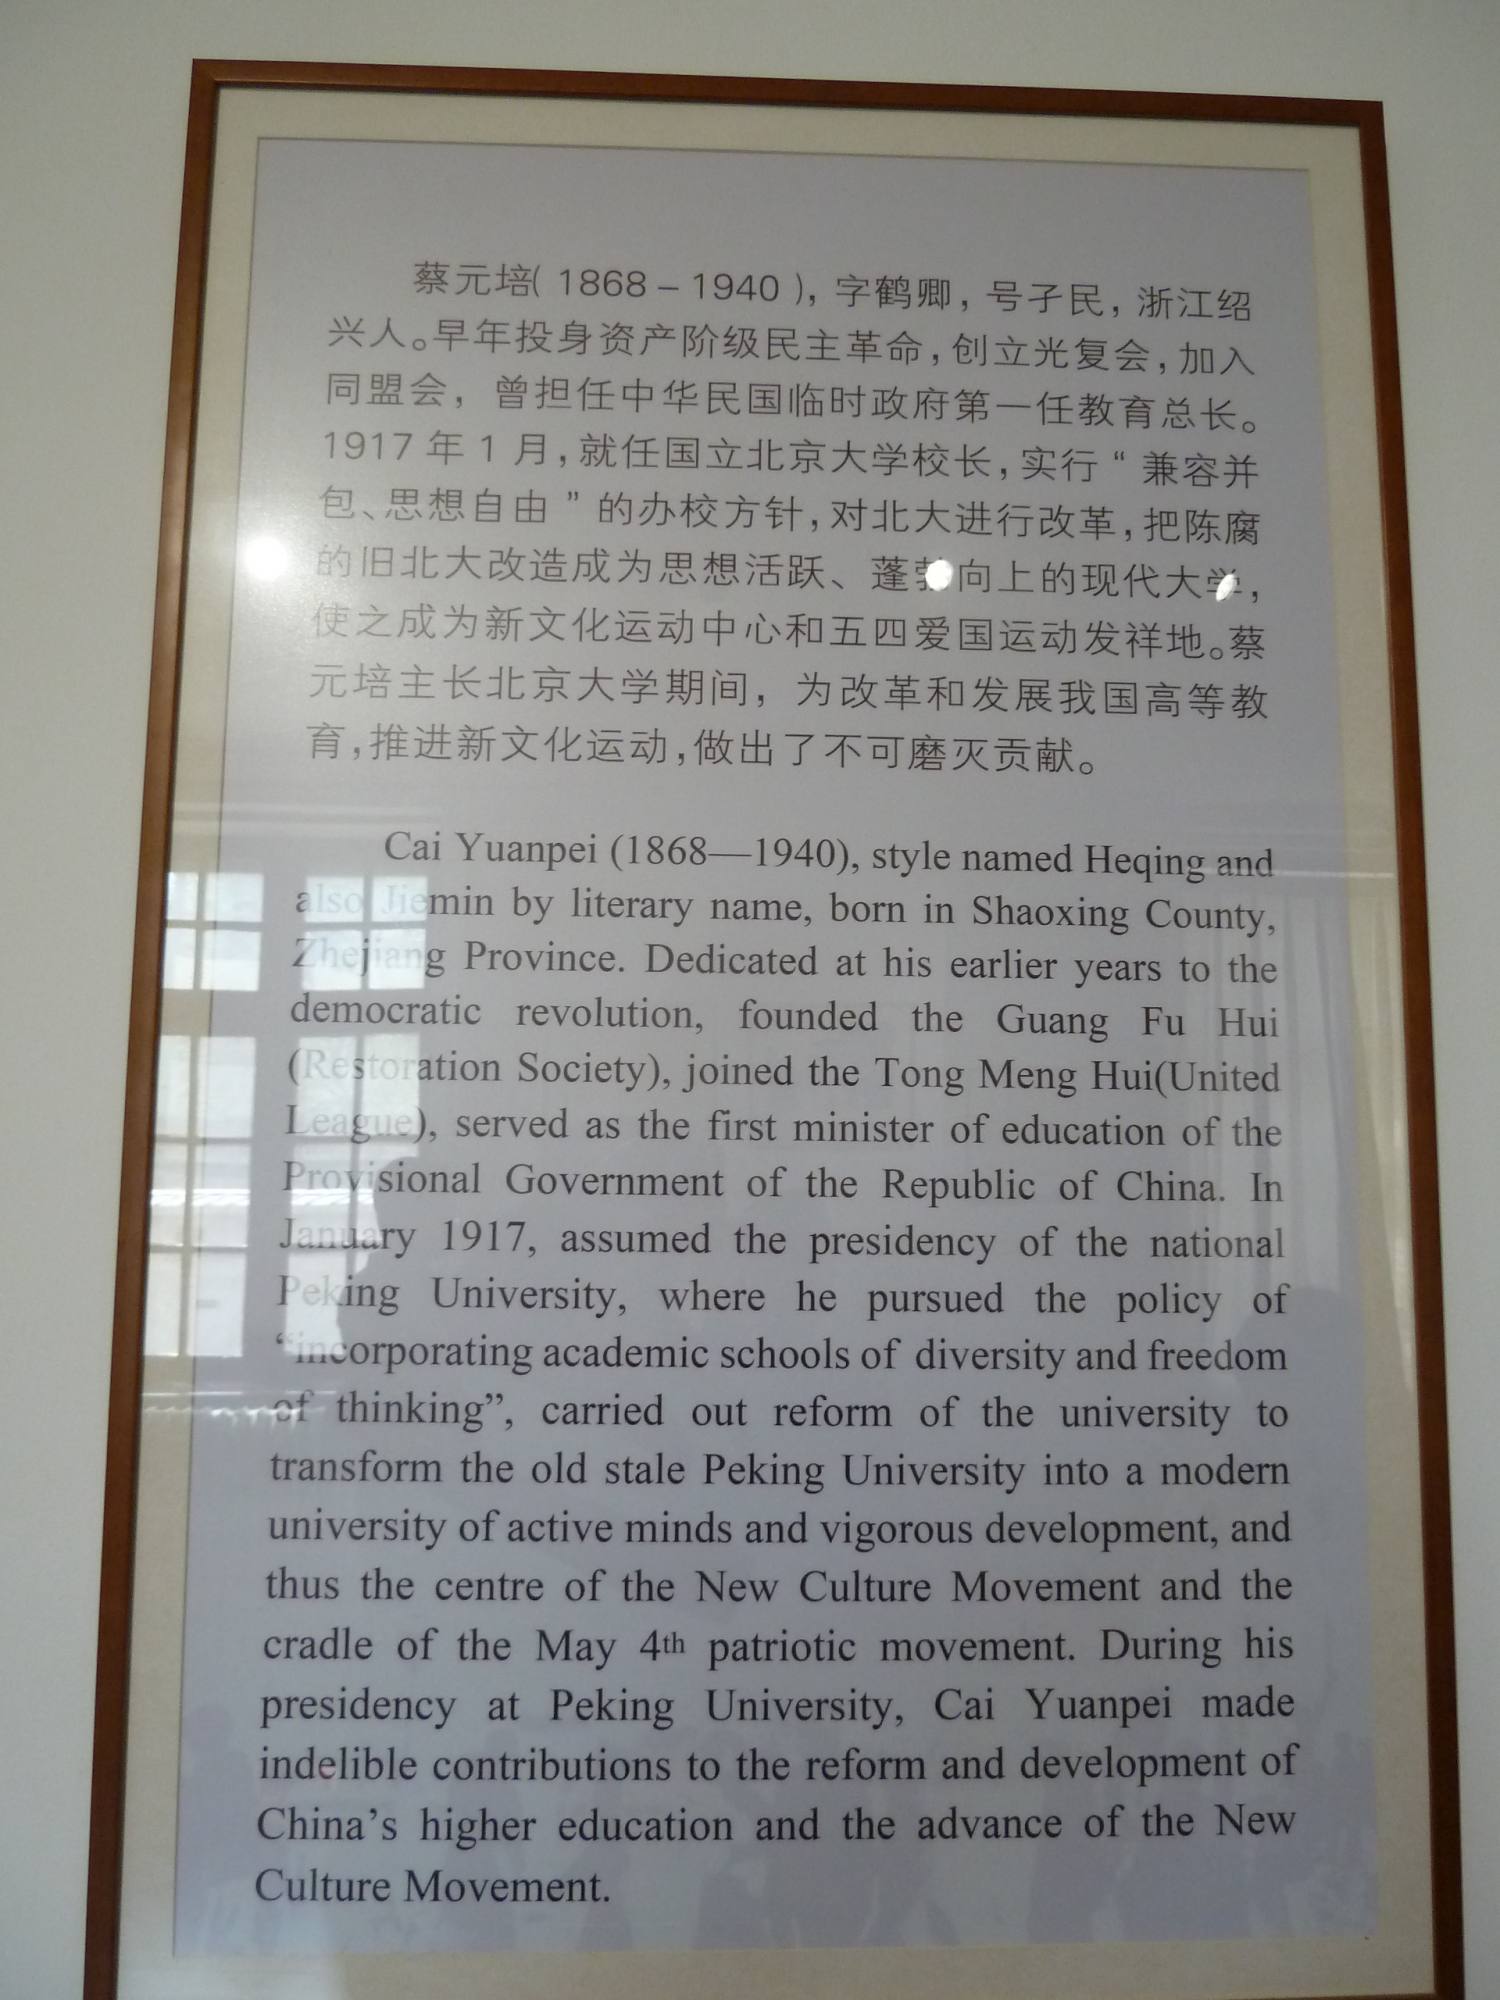 蔡元培( 1868 – 1940 ), 字鹤卿, 号孑民, 浙江绍
兴人。早年投身资产阶级民主革命, 创立光复会, 加入
同盟会, 曾担任中华民国临时政府第一任教育总长。
1917 年 1 月, 就任国立北京大学校长, 实行 “ 兼容并
包、思想自由 ” 的办校方针, 对北大进行改革, 把陈腐
的旧北大改造成为思想活跃、蓬勃向上的现代大学,
使之成为新文化运动中心和五四爱国运动发祥地。蔡
元培主长北京大学期间, 为改革和发展我国高等教
育, 推进新文化运动, 做出了不可磨灭贡献。
Cai Yuanpei (1868—1940), style named Heqing and
also Jiemin by literary name, born in Shaoxing County,
Zhejiang Province. Dedicated at his earlier years to the
democratic revolution, founded the Guang Fu Hui
(Restoration Society), joined the Tong Meng Hui(United
League), served as the first minister of education of the
Provisional Government of the Republic of China. In
January 1917, assumed the presidency of the national
Peking University, where he pursued the policy of
“incorporating academic schools of diversity and freedom
of thinking”, carried out reform of the university to
transform the old stale Peking University into a modern
university of active minds and vigorous development, and
thus the centre of the New Culture Movement and the
cradle of the May 4th patriotic movement. During his
presidency at Peking University, Cai Yuanpei made
indelible contributions to the reform and development of
China’s higher education and the advance of the New
Culture Movement.